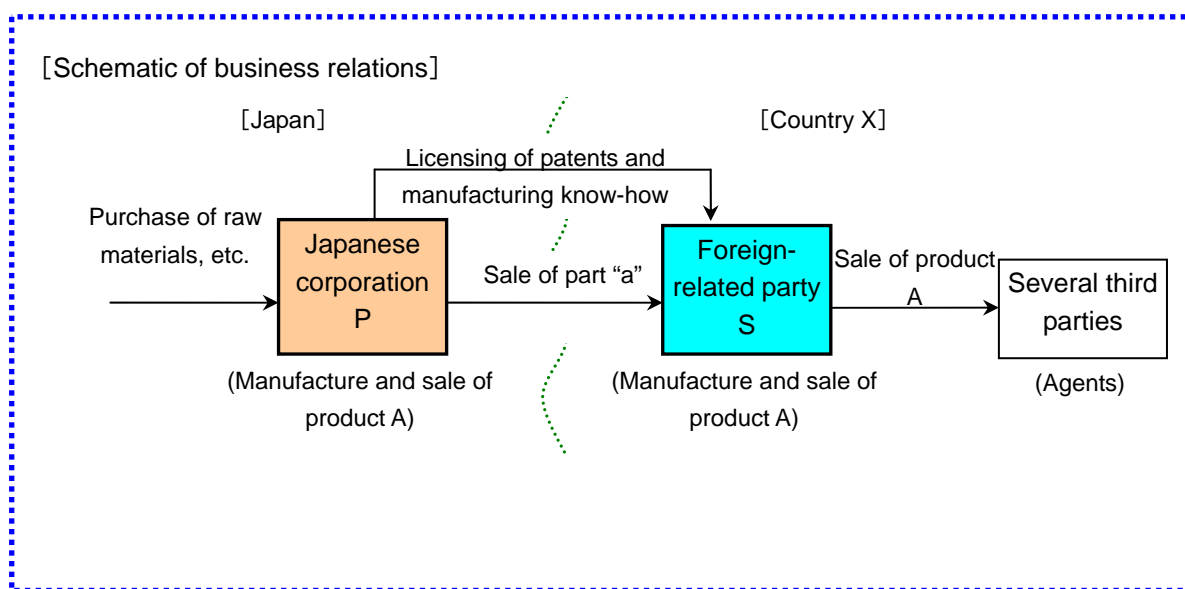 ［Schematic of business relations］
［Japan］
［Country X］
Licensing of patents and
manufacturing know-how
Purchase of raw
materials, etc.
Japanese
corporation
P
Sale of part “a”
Foreign-
related party
S
Sale of product
A
Several third
parties
(Manufacture and sale of
product A)
(Manufacture and sale of
product A)
(Agents)